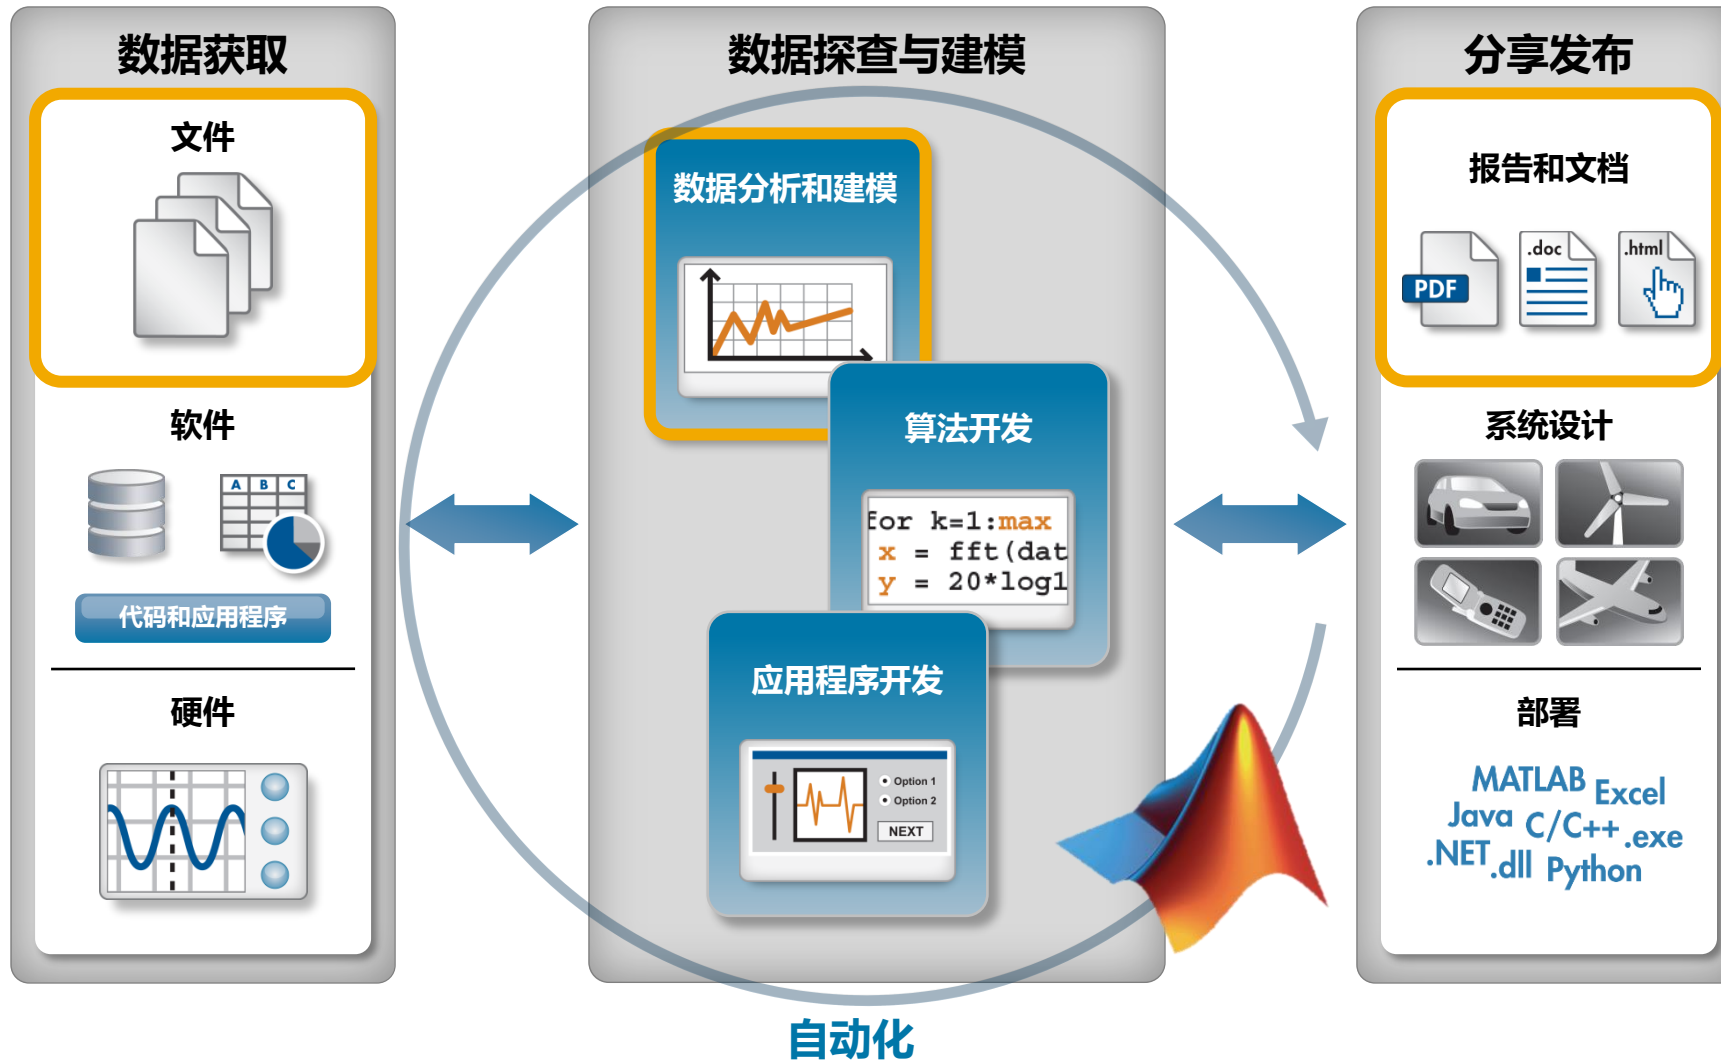 数据获取
文件
软件
A B C
代码和应用程序
硬件
数据探查与建模
数据分析和建模
算法开发
for k=1:max
x = fft(dat
y = 20*log1
应用程序开发
Option 1
Option 2
NEXT
自动化
分享发布
报告和文档
PDF .doc .html
系统设计
部署
MATLAB Excel
Java C/C++ .exe
.NET .dll Python